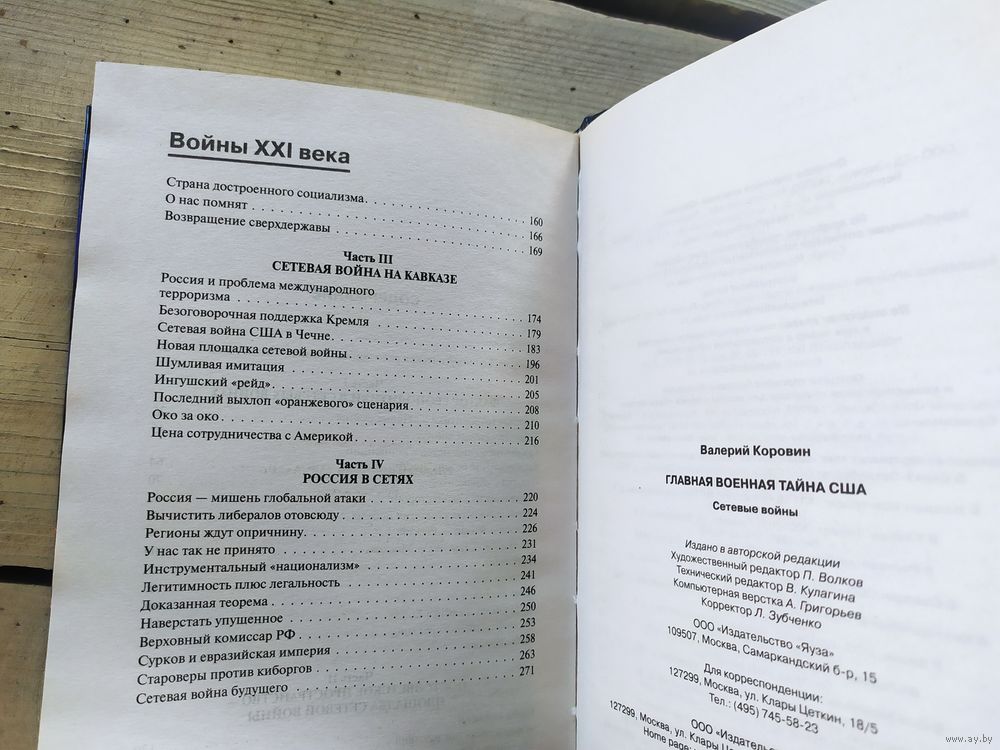 Войны XXI века
Страна достроенного социализма. 160
О нас помнят 166
Возвращение сверхдержавы 169
Часть III
СЕТЕВАЯ ВОЙНА НА КАВКАЗЕ
Россия и проблема международного
терроризма 174
Безоговорочная поддержка Кремля 179
Сетевая война США в Чечне. 183
Новая площадка сетевой войны 196
Шумливая имитация 201
Ингушский «рейд» 205
Последний выхлоп «оранжевого» сценария 208
Око за око 210
Цена сотрудничества с Америкой 216
Часть IV
РОССИЯ В СЕТЯХ
Россия — мишень глобальной атаки 220
Вычистить либералов отовсюду 224
Регионы ждут опричнину. 226
У нас так не принято 231
Инструментальный «национализм» 234
Легитимность плюс легальность 241
Доказанная теорема 246
Наверстать упущенное 250
Верховный комиссар РФ 253
Сурков и евразийская империя 258
Староверы против киборгов 263
Сетевая война будущего 271
Валерий Коровин
ГЛАВНАЯ ВОЕННАЯ ТАЙНА США
Сетевые войны
Издано в авторской редакции
Художественный редактор П. Волков
Технический редактор В. Кулагина
Компьютерная верстка А. Григорьев
Корректор Л. Зубченко
ООО «Издательство «Яуза»
109507, Москва, Самаркандский б-р, 15
Для корреспонденции:
127299, Москва, ул. Клары Цеткин, 18/5
Тел.: (495) 745-58-23
ООО «Издательство
127299, Москва, ул. Клары Цеткин
Home page:
www.ay.by